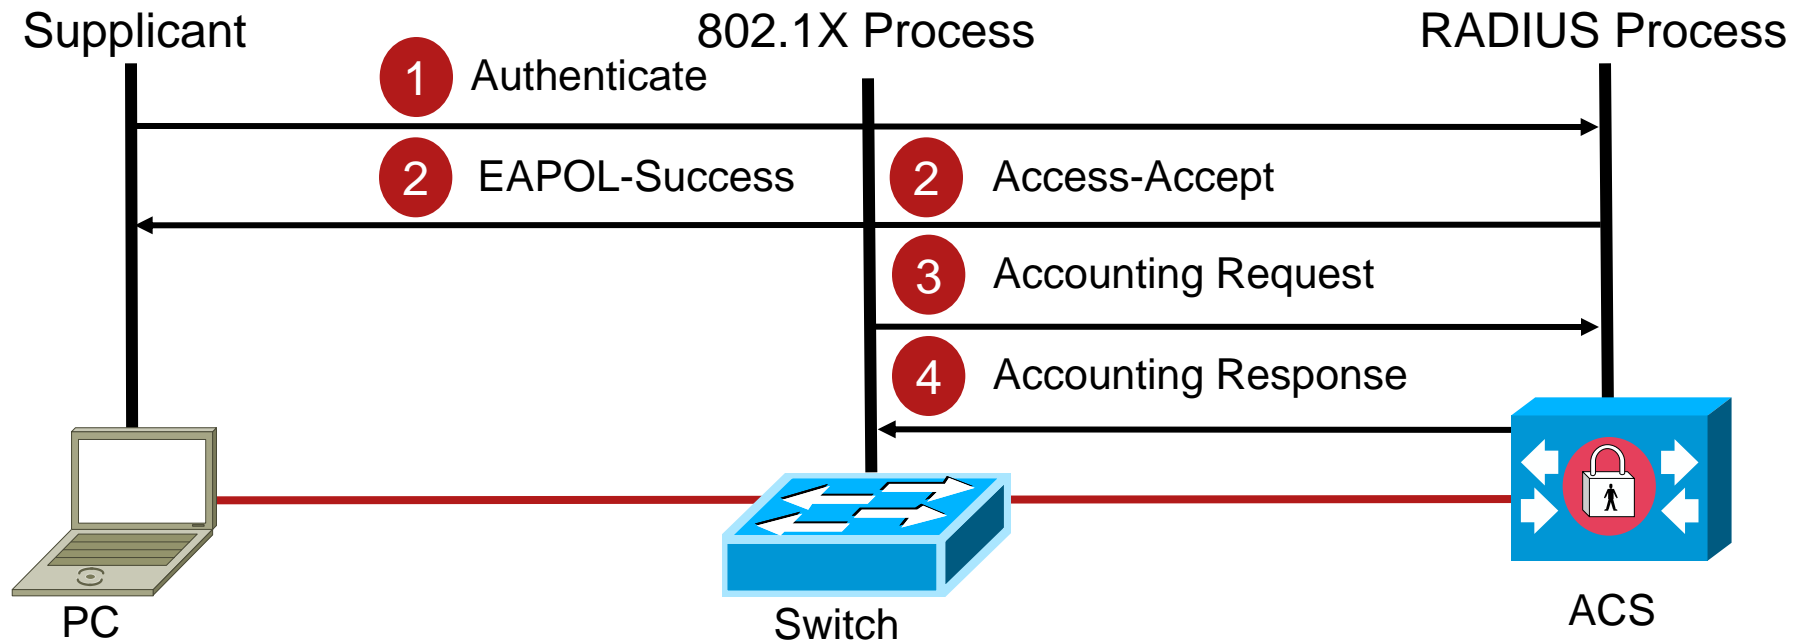 Supplicant
802.1X Process
RADIUS Process
1 Authenticate
2 EAPOL-Success
2 Access-Accept
3 Accounting Request
4 Accounting Response
PC
Switch
ACS